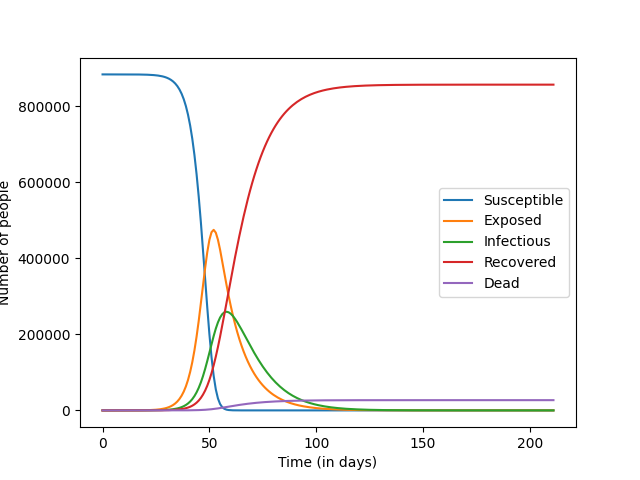 800000
600000
400000
200000
0
Number of people
0 50 100 150 200
Time (in days)
Susceptible
Exposed
Infectious
Recovered
Dead